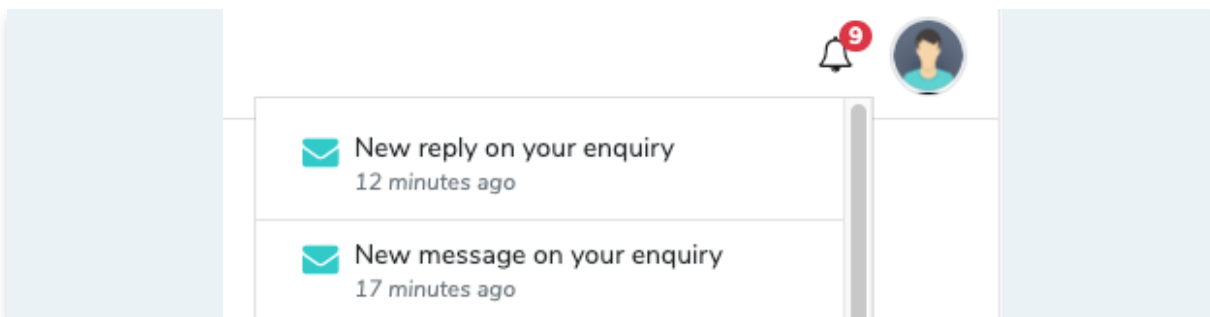 9
New reply on your enquiry
12 minutes ago
New message on your enquiry
17 minutes ago